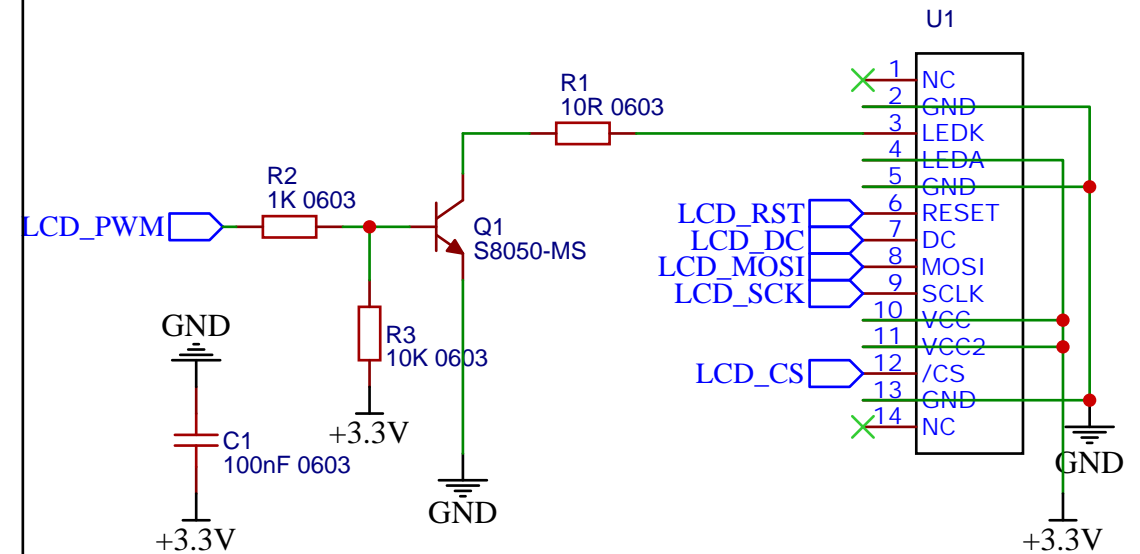 U1
R1
10R 0603
1
NC
2
GND
3
LEDK
4
LEDA
5
GND
LCD_RST
6
RESET
LCD_DC
7
DC
LCD_MOSI
8
MOSI
LCD_SCK
9
SCLK
10
VCC
11
VCC2
LCD_CS
12
/CS
13
GND
14
NC
GND
+3.3V
R2
1K 0603
LCD_PWM
Q1
S8050-MS
R3
10K 0603
+3.3V
GND
GND
C1
100nF 0603
+3.3V